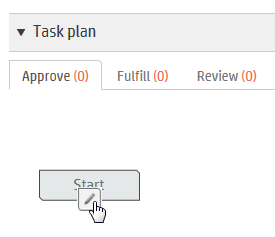 Task plan
Approve (0) Fulfill (0) Review (0)
Start